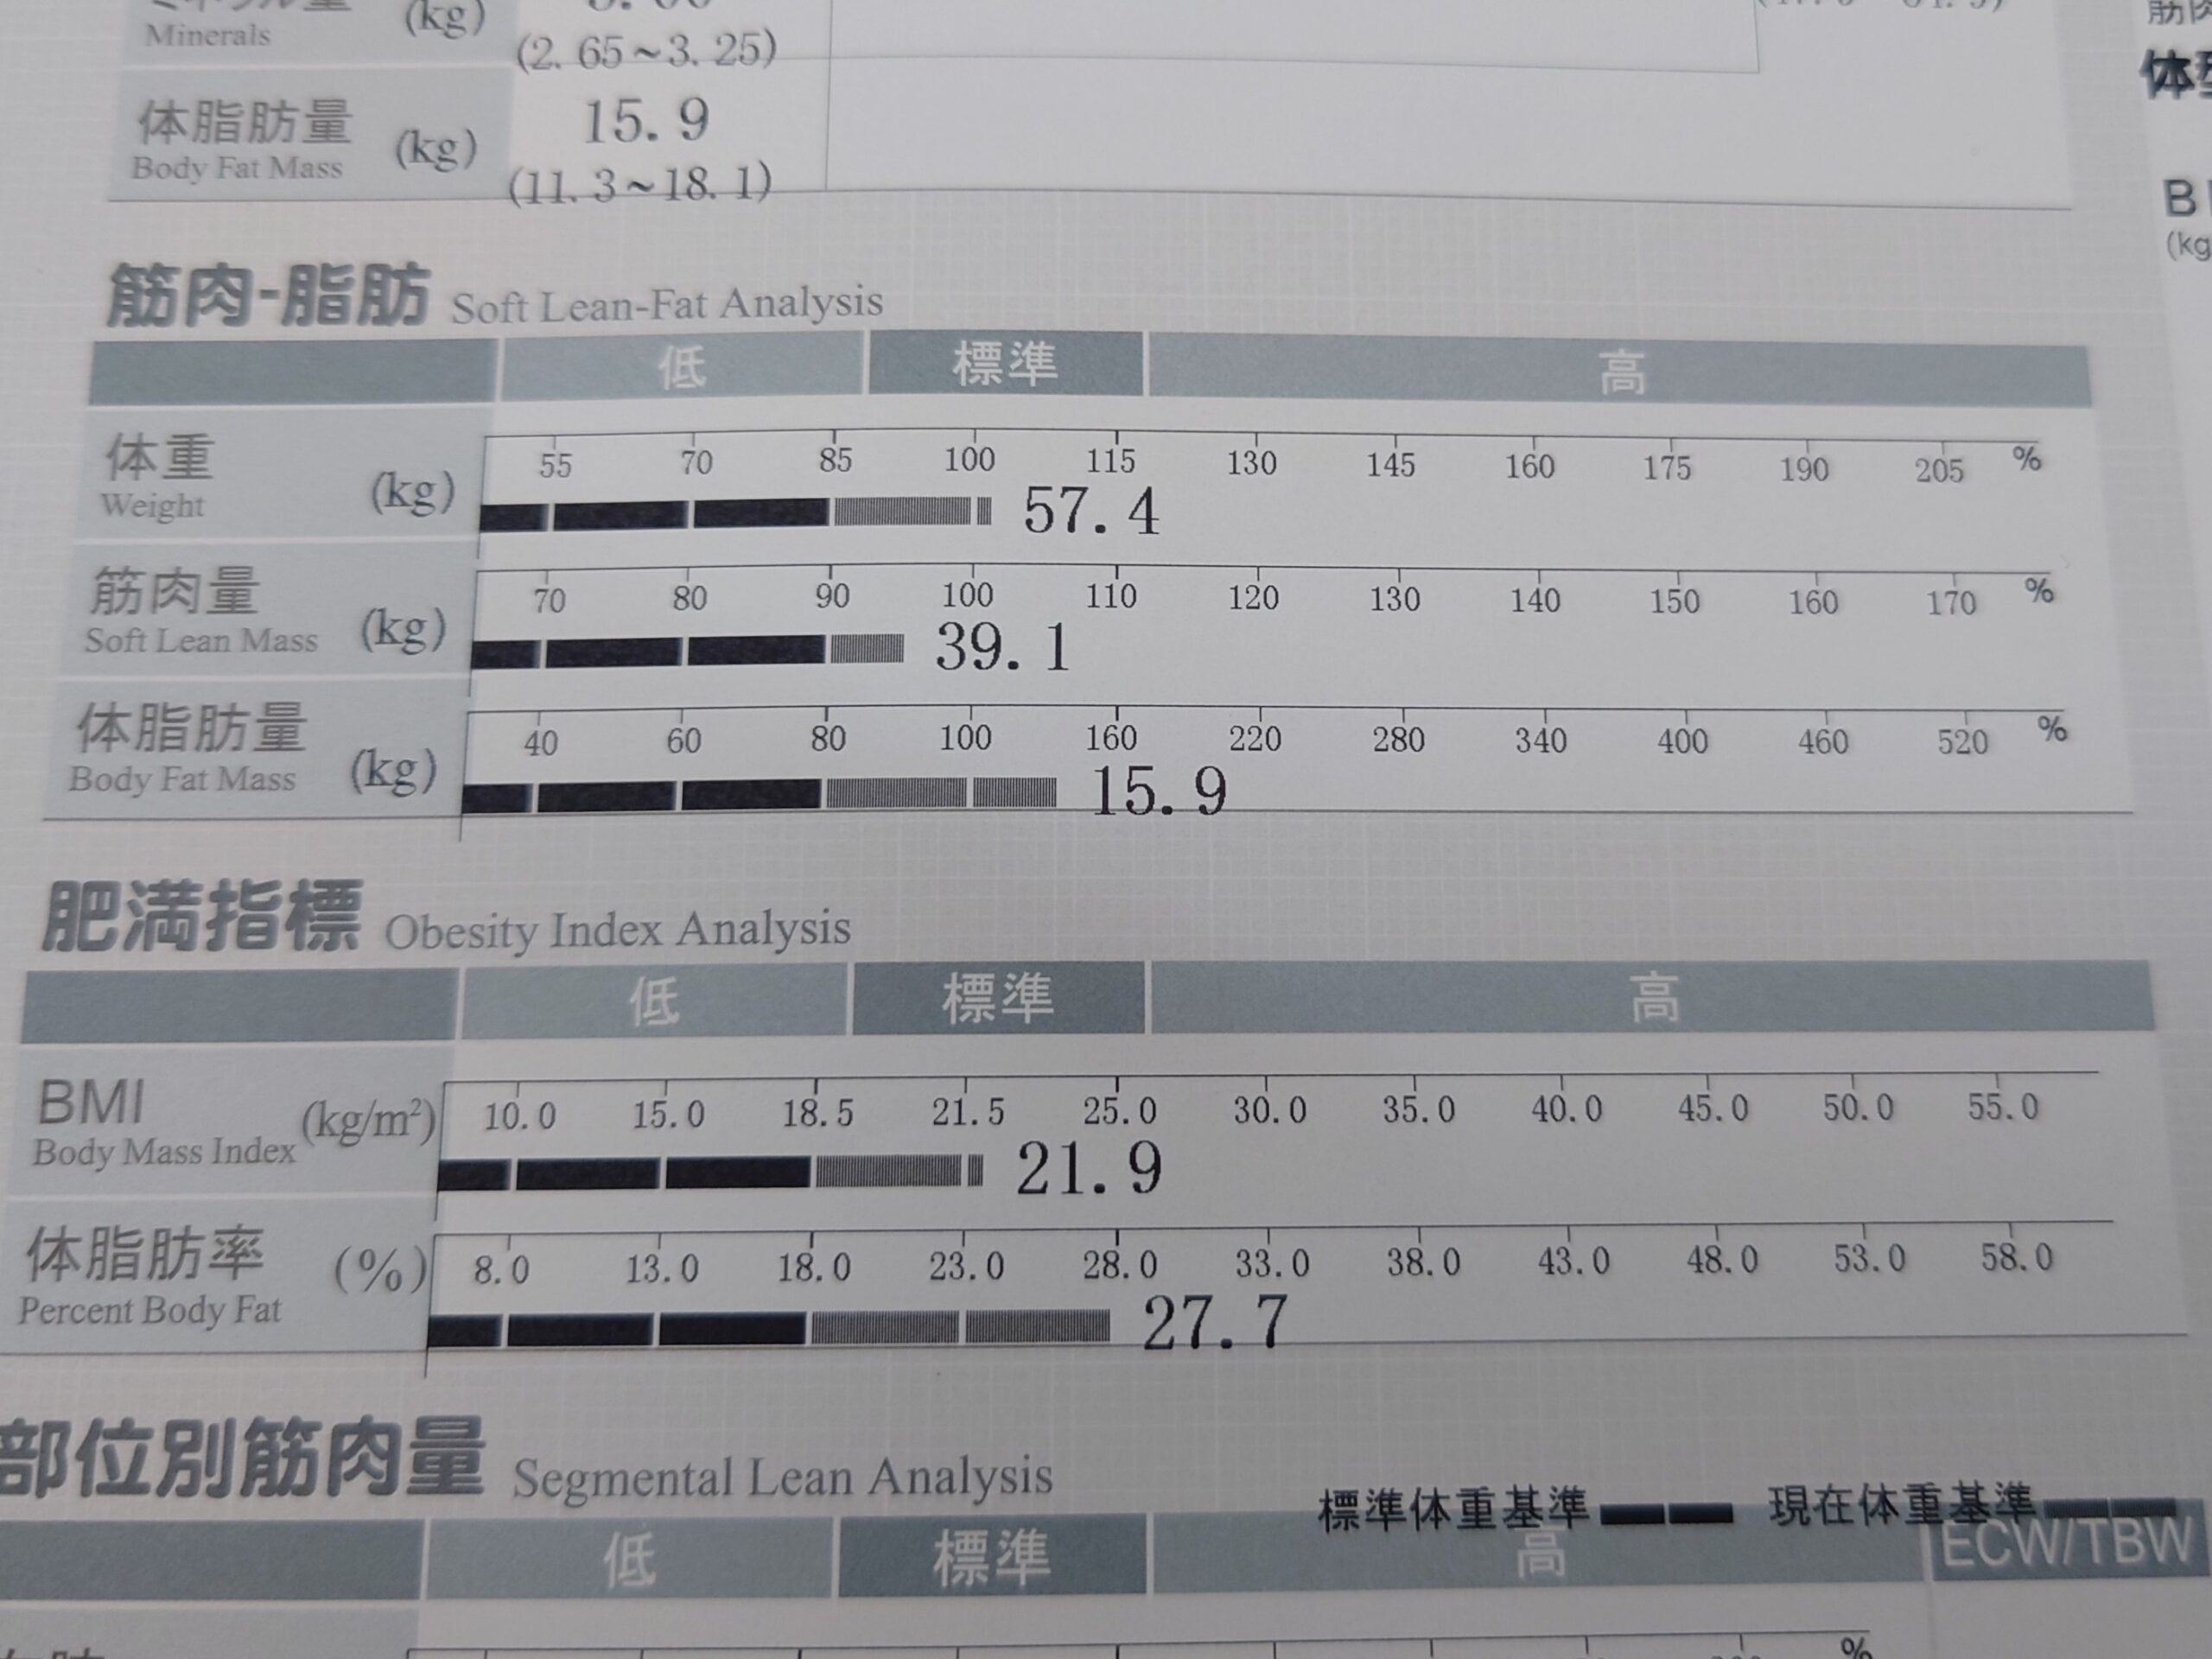 Minerals (kg)
(2.65~3.25)
体脂肪量 (kg) 15.9
Body Fat Mass (11.3~18.1)
筋肉-脂肪 Soft Lean-Fat Analysis
低 標準 高
体重 (kg) 55 70 85 100 115 130 145 160 175 190 205 %
Weight 57.4
筋肉量 (kg) 70 80 90 100 110 120 130 140 150 160 170 %
Soft Lean Mass 39.1
体脂肪量 (kg) 40 60 80 100 160 220 280 340 400 460 520 %
Body Fat Mass 15.9
肥満指標 Obesity Index Analysis
低 標準 高
BMI (kg/m²) 10.0 15.0 18.5 21.5 25.0 30.0 35.0 40.0 45.0 50.0 55.0
Body Mass Index 21.9
体脂肪率 (%) 8.0 13.0 18.0 23.0 28.0 33.0 38.0 43.0 48.0 53.0 58.0
Percent Body Fat 27.7
部位別筋肉量 Segmental Lean Analysis
標準体重基準 現在体重基準
低 標準 高 ECW/TBW
%
筋肉
体型
B
(kg